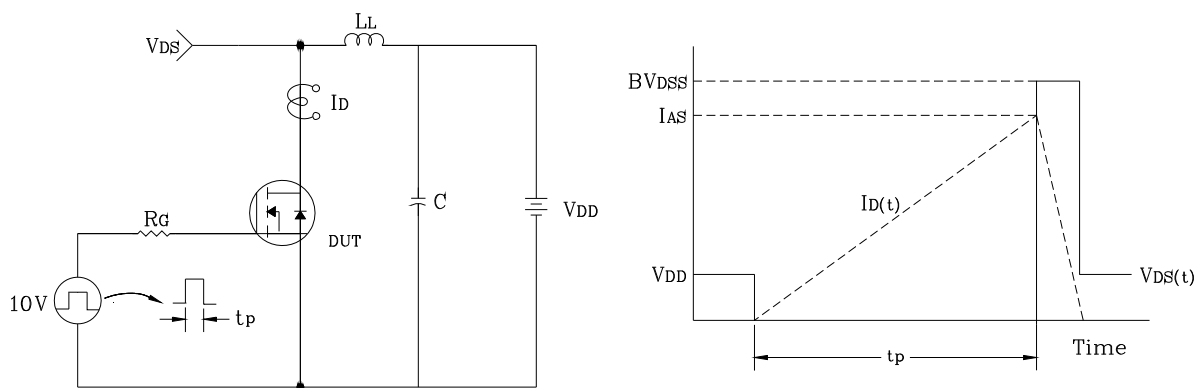 LL
VDS
ID
RG
C
VDD
DUT
10V
tp
BVDSS
IAS
ID(t)
VDD
VDS(t)
tp
Time